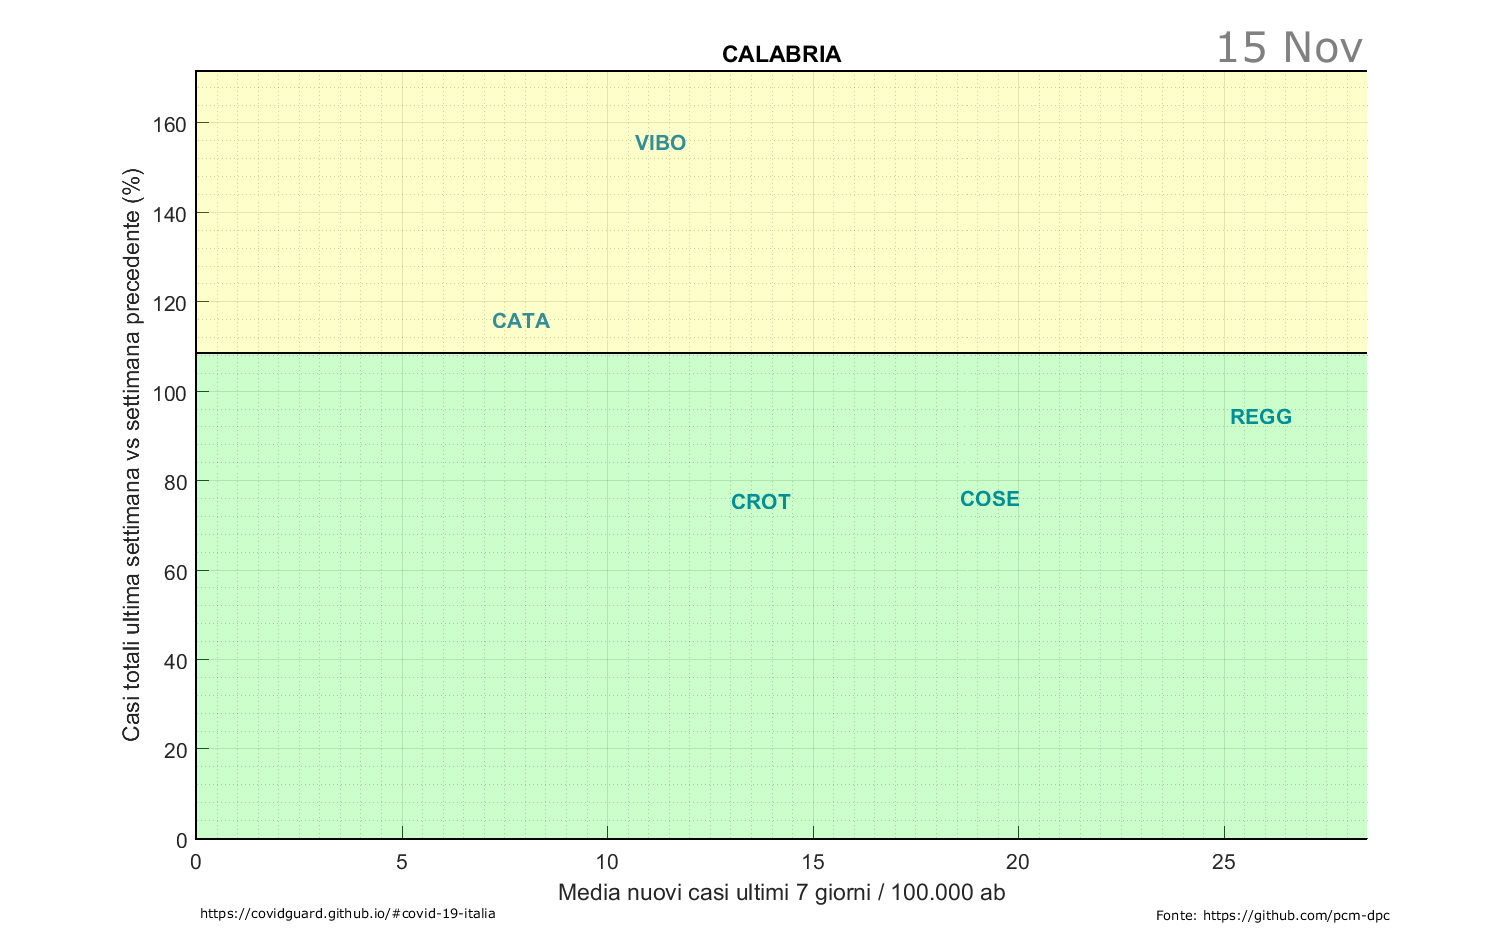 CALABRIA
15 Nov
Casi totali ultima settimana vs settimana precedente (%)
160
140
120
100
80
60
40
20
0
VIBO
CATA
REGG
CROT
COSE
0 5 10 15 20 25
Media nuovi casi ultimi 7 giorni / 100.000 ab
https://covidguard.github.io/#covid-19-italia
Fonte: https://github.com/pcm-dpc